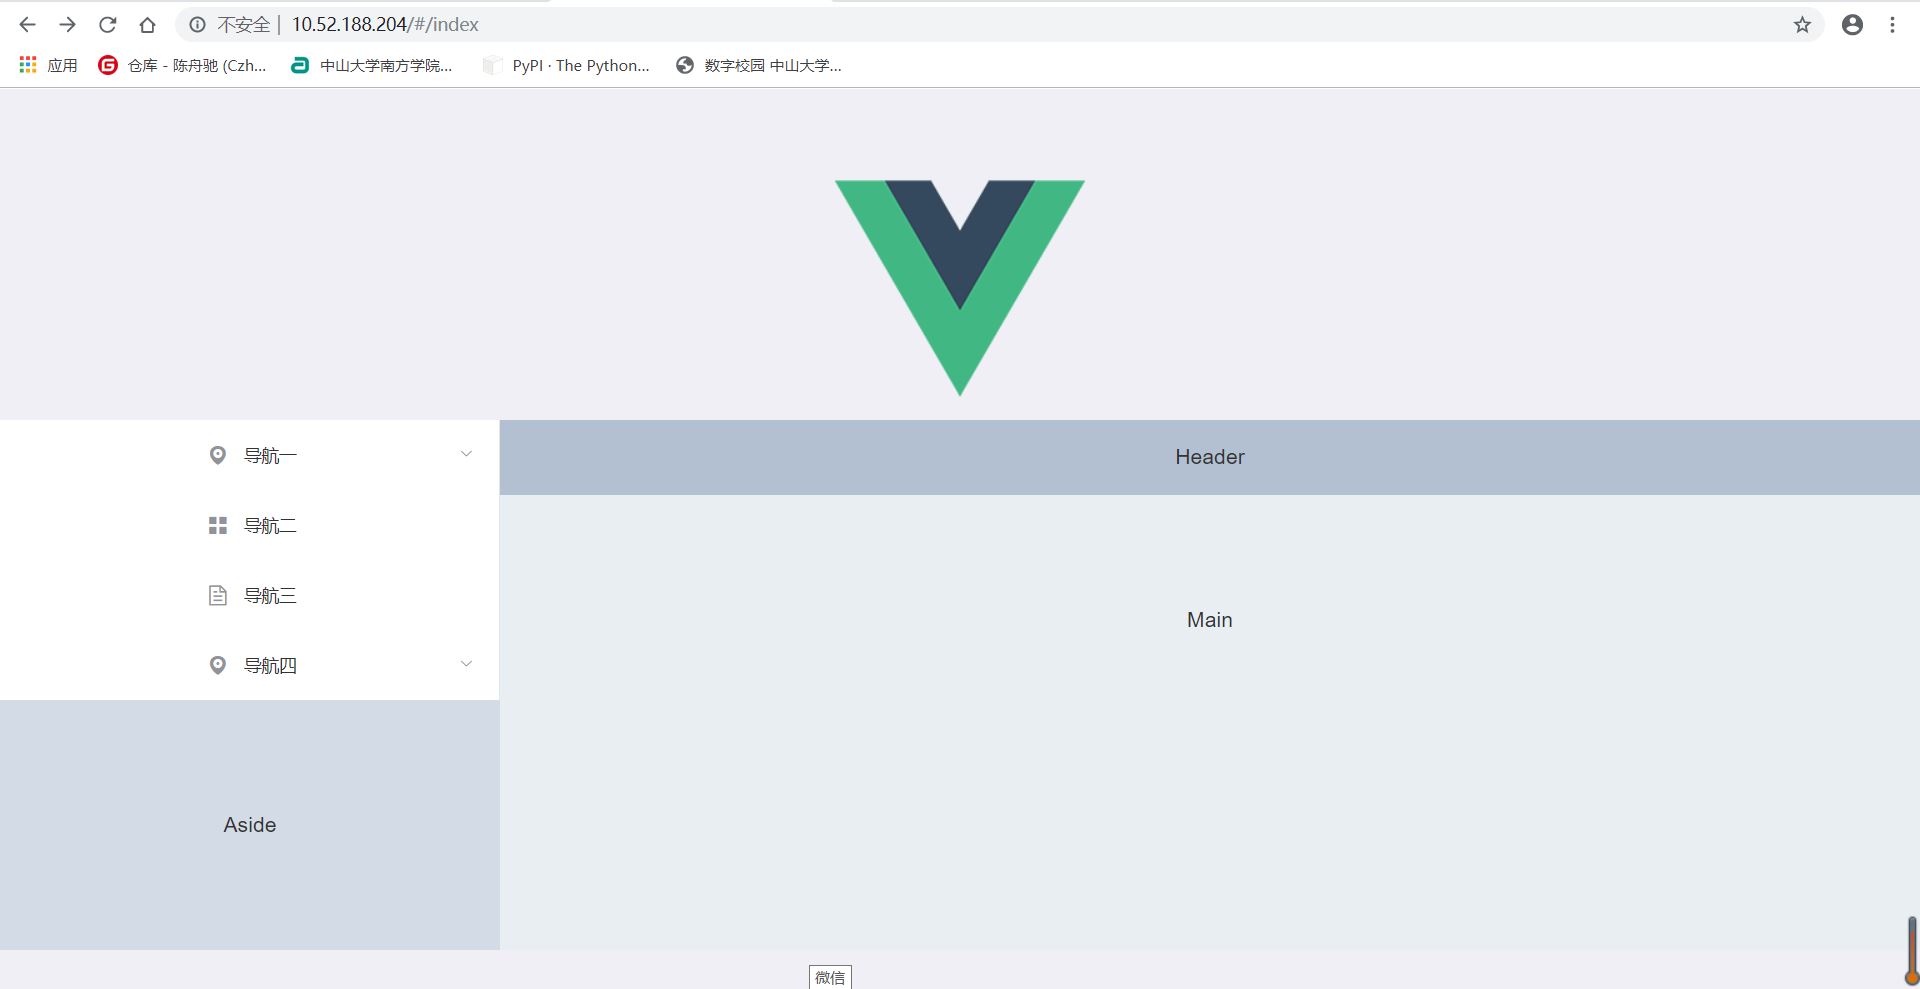 不安全 | 10.52.188.204/#/index
应用 仓库 - 陈舟驰 (Czh... 中山大学南方学院... PyPI · The Python... 数字校园 中山大学...
导航一
Header
导航二
导航三
Main
导航四
Aside
微信